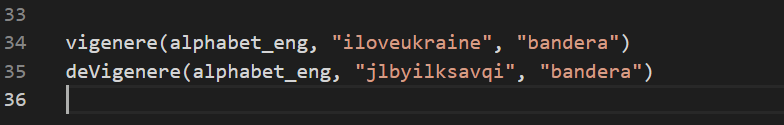 33
34 vigenere(alphabet_eng, "iloveukraine", "bandera")
35 deVigenere(alphabet_eng, "jlbyilksavqi", "bandera")
36